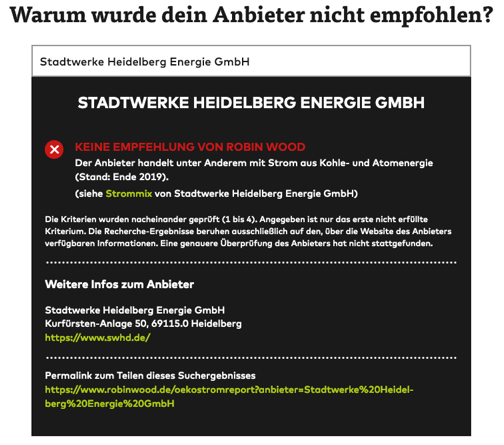 Warum wurde dein Anbieter nicht empfohlen?
Stadtwerke Heidelberg Energie GmbH
STADTWERKE HEIDELBERG ENERGIE GMBH
KEINE EMPFEHLUNG VON ROBIN WOOD
Der Anbieter handelt unter Anderem mit Strom aus Kohle- und Atomenergie
(Stand: Ende 2019).
(siehe Strommix von Stadtwerke Heidelberg Energie GmbH)
Die Kriterien wurden nacheinander geprüft (1 bis 4). Angegeben ist nur das erste nicht erfüllte
Kriterium. Die Recherche-Ergebnisse beruhen ausschließlich auf den, über die Website des Anbieters
verfügbaren Informationen. Eine genauere Überprüfung des Anbieters hat nicht stattgefunden.
Weitere Infos zum Anbieter
Stadtwerke Heidelberg Energie GmbH
Kurfürsten-Anlage 50, 69115.0 Heidelberg
https://www.swhd.de/
Permalink zum Teilen dieses Suchergebnisses
https://www.robinwood.de/oekostromreport?anbieter=Stadtwerke%20Heidel-
berg%20Energie%20GmbH